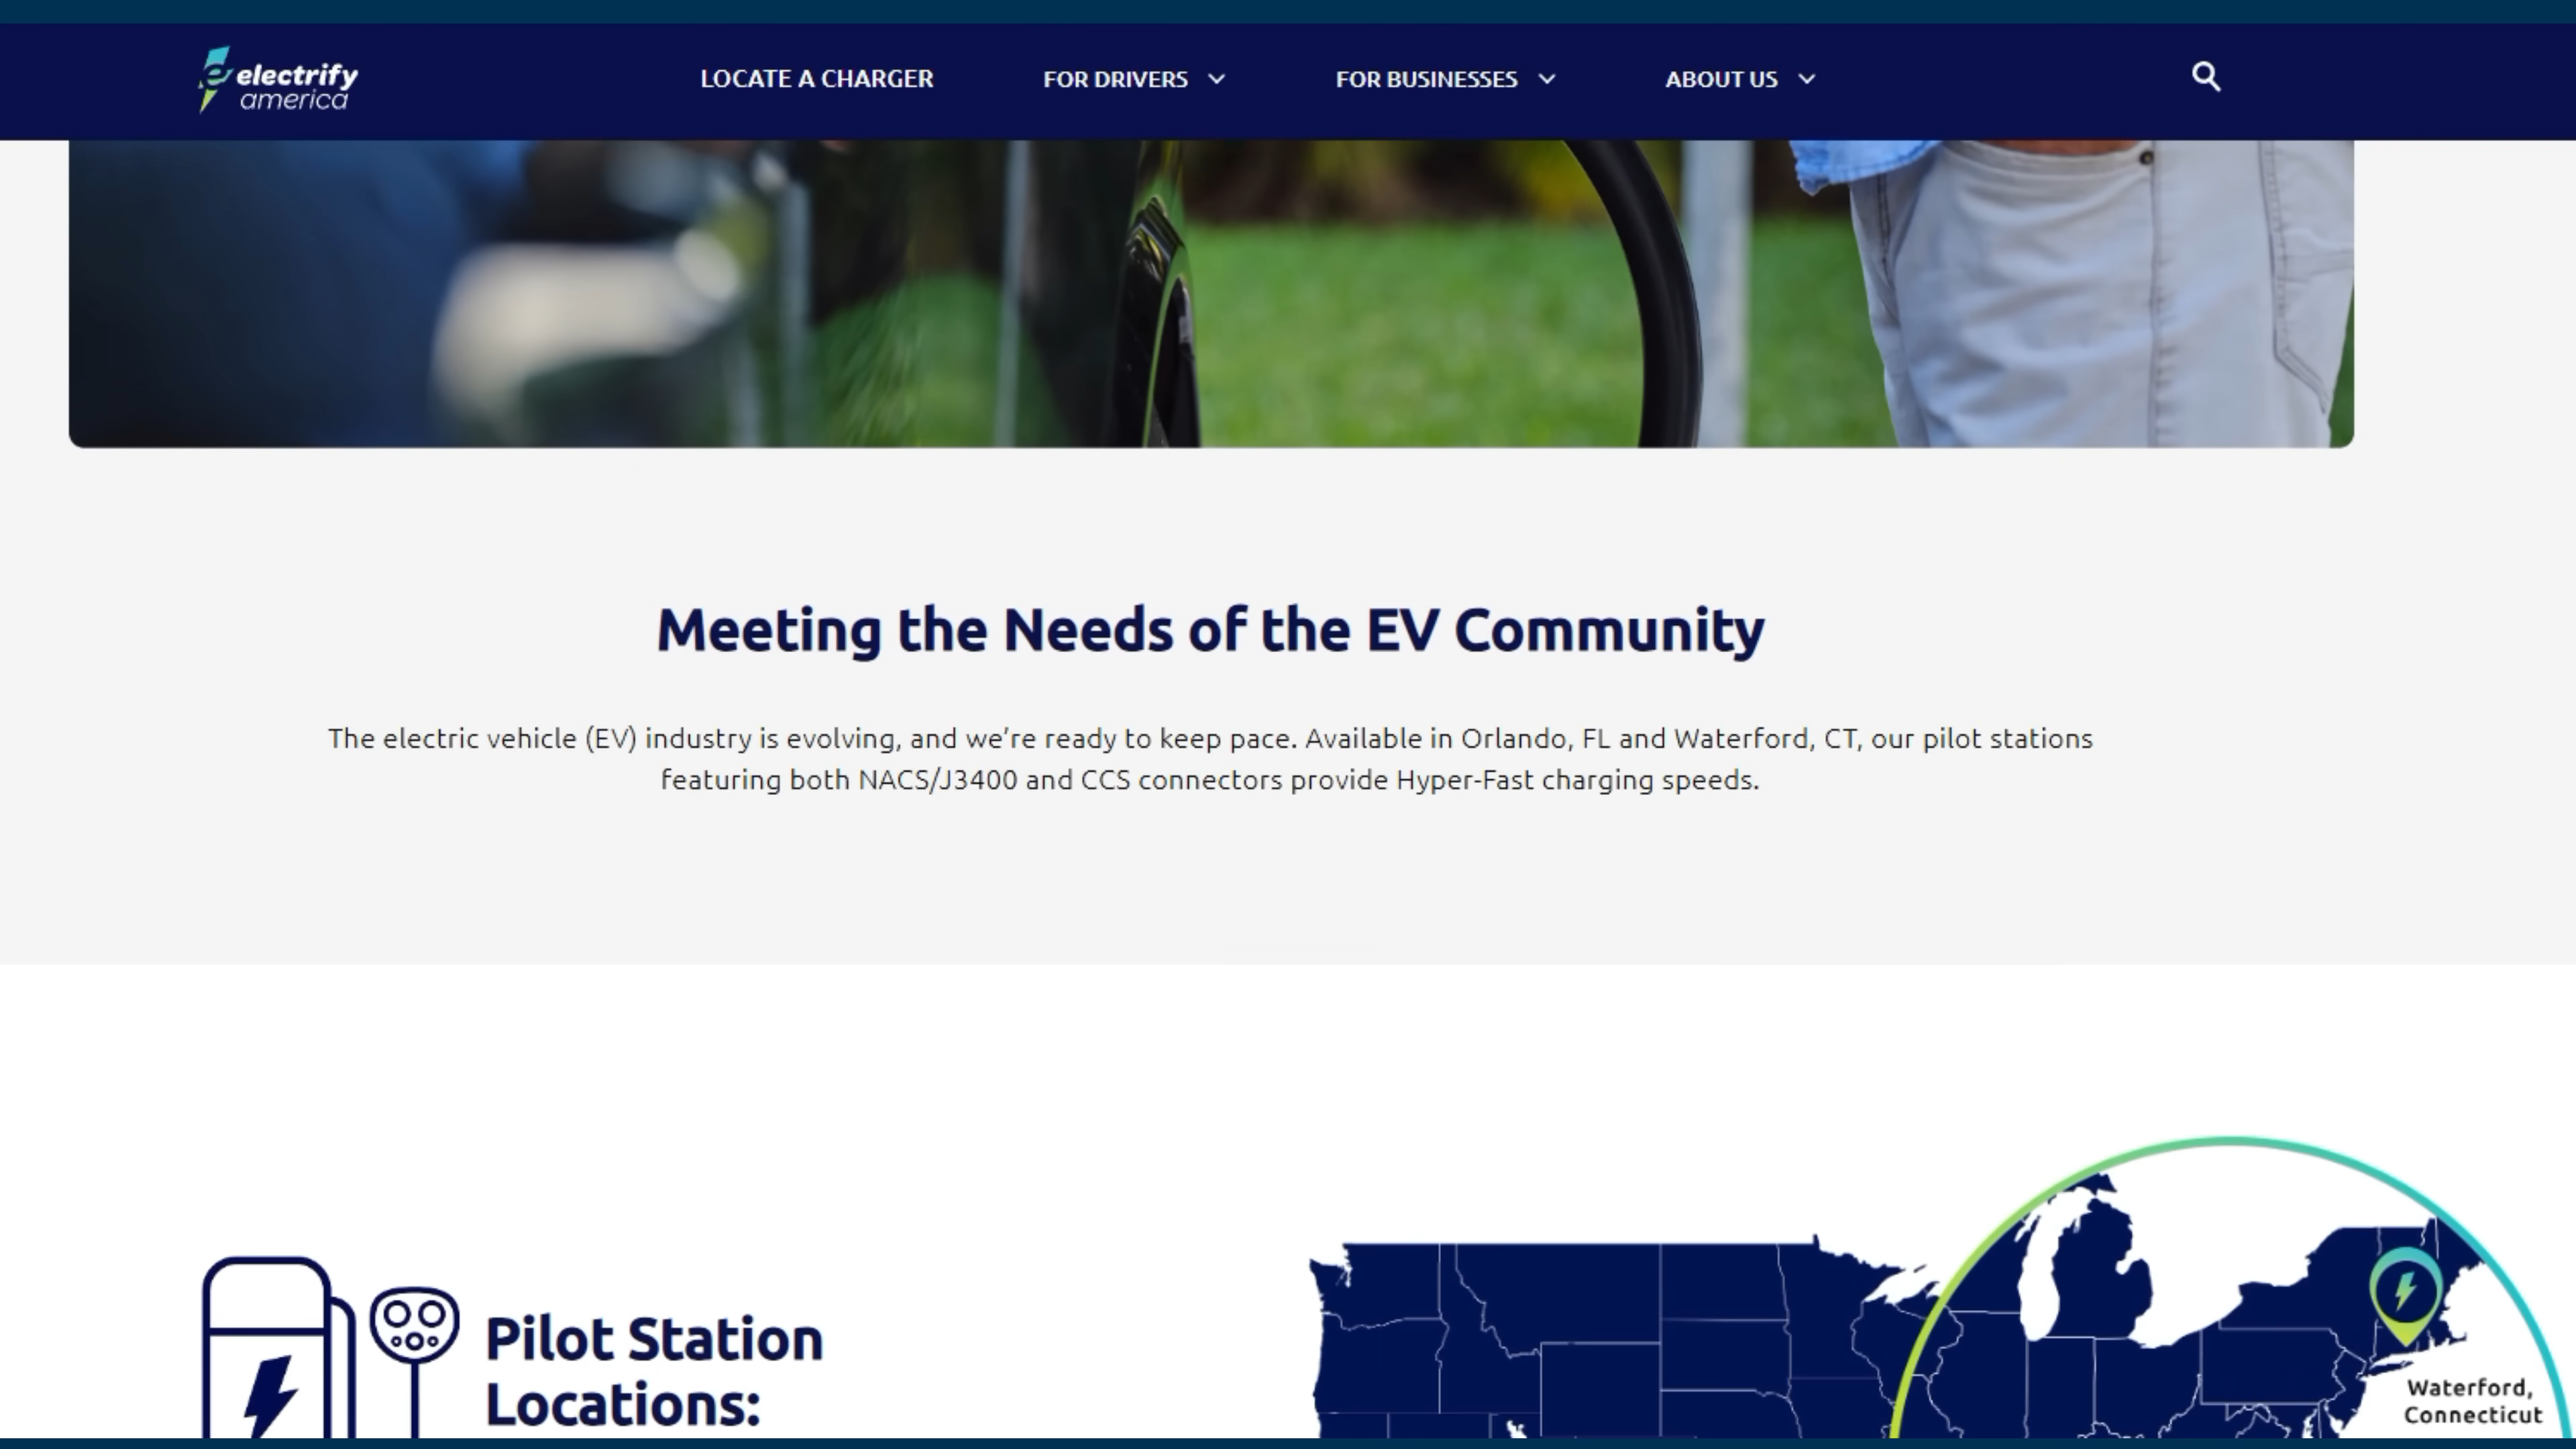 electrify
america
LOCATE A CHARGER
FOR DRIVERS
FOR BUSINESSES
ABOUT US
Meeting the Needs of the EV Community
The electric vehicle (EV) industry is evolving, and we’re ready to keep pace. Available in Orlando, FL and Waterford, CT, our pilot stations
featuring both NACS/J3400 and CCS connectors provide Hyper-Fast charging speeds.
Pilot Station
Locations:
Waterford,
Connecticut